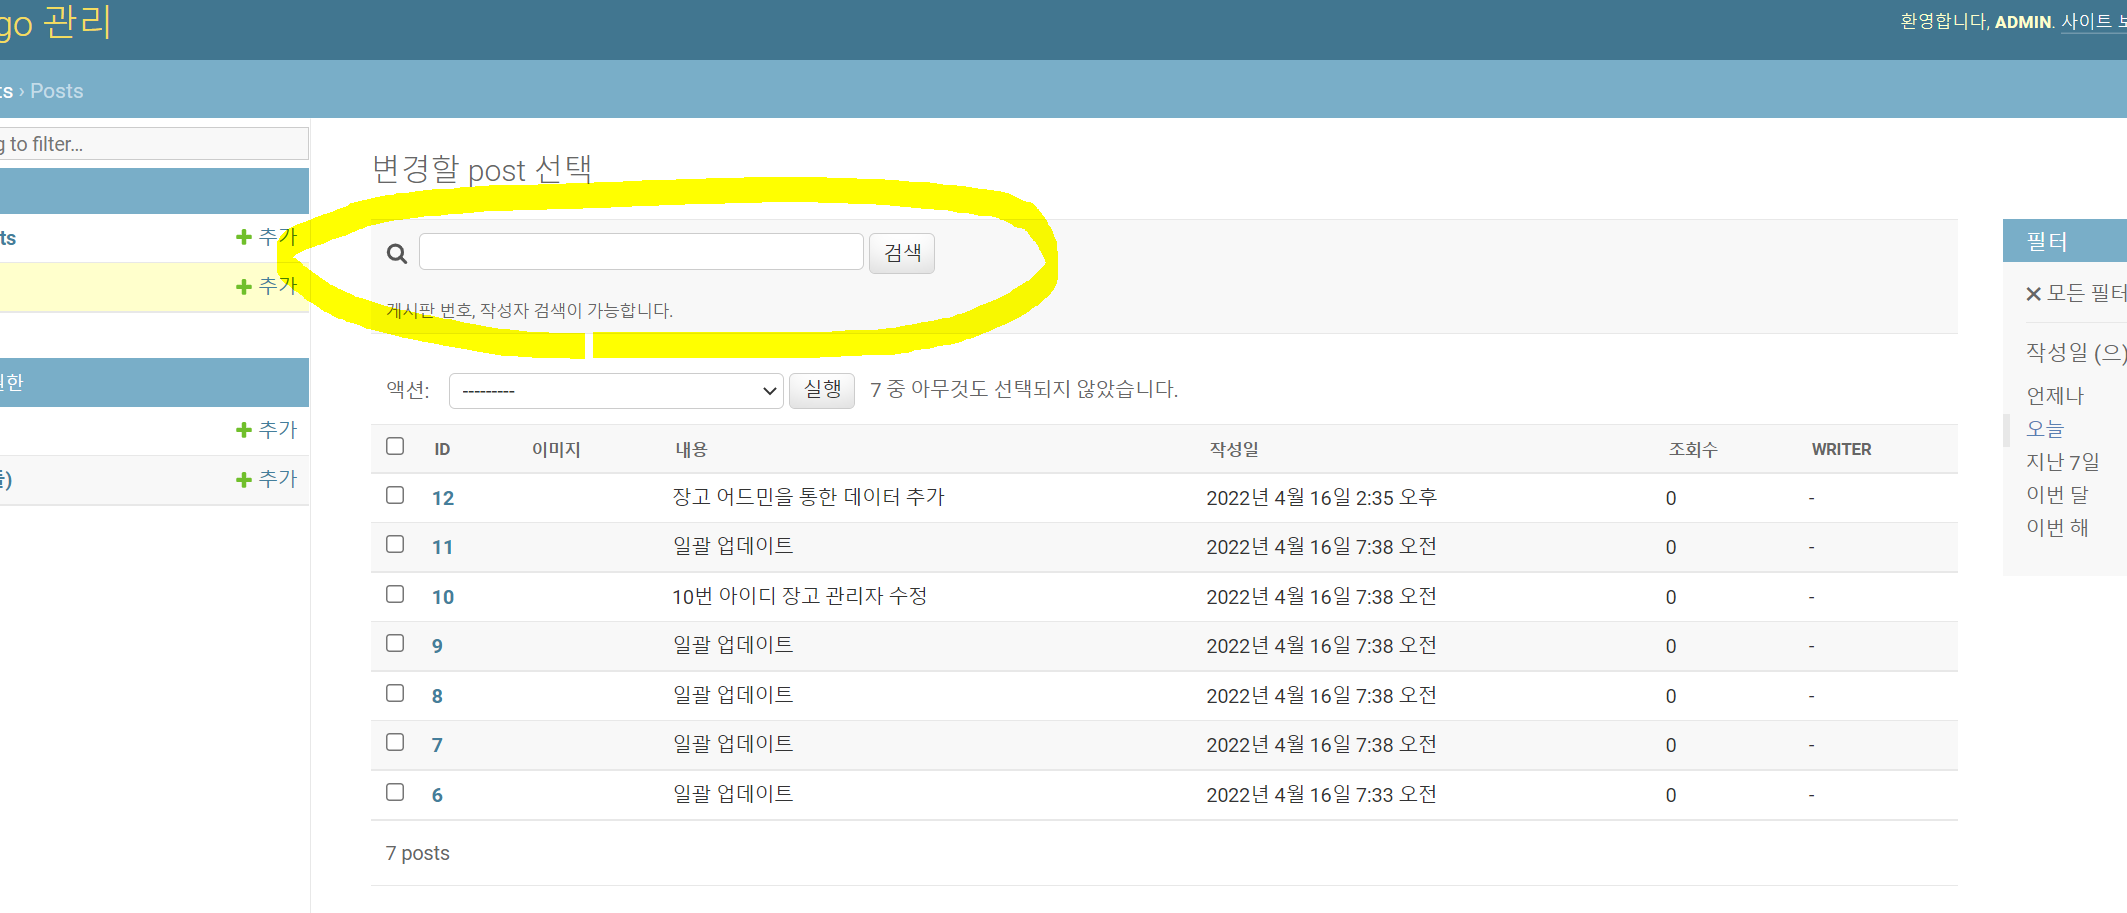 go 관리
환영합니다, ADMIN. 사이트 보
ts › Posts
g to filter...
ts
추가
추가
한
추가
)
추가
변경할 post 선택
검색
게시판 번호, 작성자 검색이 가능합니다.
액션: --------- 실행 7 중 아무것도 선택되지 않았습니다.
ID 이미지 내용 작성일 조회수 WRITER
12 장고 어드민을 통한 데이터 추가 2022년 4월 16일 2:35 오후 0 -
11 일괄 업데이트 2022년 4월 16일 7:38 오전 0 -
10 10번 아이디 장고 관리자 수정 2022년 4월 16일 7:38 오전 0 -
9 일괄 업데이트 2022년 4월 16일 7:38 오전 0 -
8 일괄 업데이트 2022년 4월 16일 7:38 오전 0 -
7 일괄 업데이트 2022년 4월 16일 7:38 오전 0 -
6 일괄 업데이트 2022년 4월 16일 7:33 오전 0 -
7 posts
필터
모든 필터
작성일 (으)
언제나
오늘
지난 7일
이번 달
이번 해